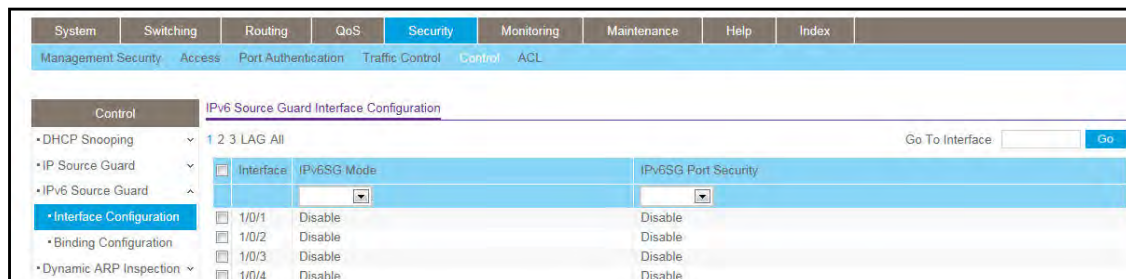 System Switching Routing QoS Security Monitoring Maintenance Help Index
Management Security Access Port Authentication Traffic Control Control ACL
Control
DHCP Snooping
IP Source Guard
IPv6 Source Guard
Interface Configuration
Binding Configuration
Dynamic ARP Inspection
IPv6 Source Guard Interface Configuration
1 2 3 LAG All Go To Interface Go
Interface IPv6SG Mode IPv6SG Port Security
1/0/1 Disable Disable
1/0/2 Disable Disable
1/0/3 Disable Disable
1/0/4 Disable Disable